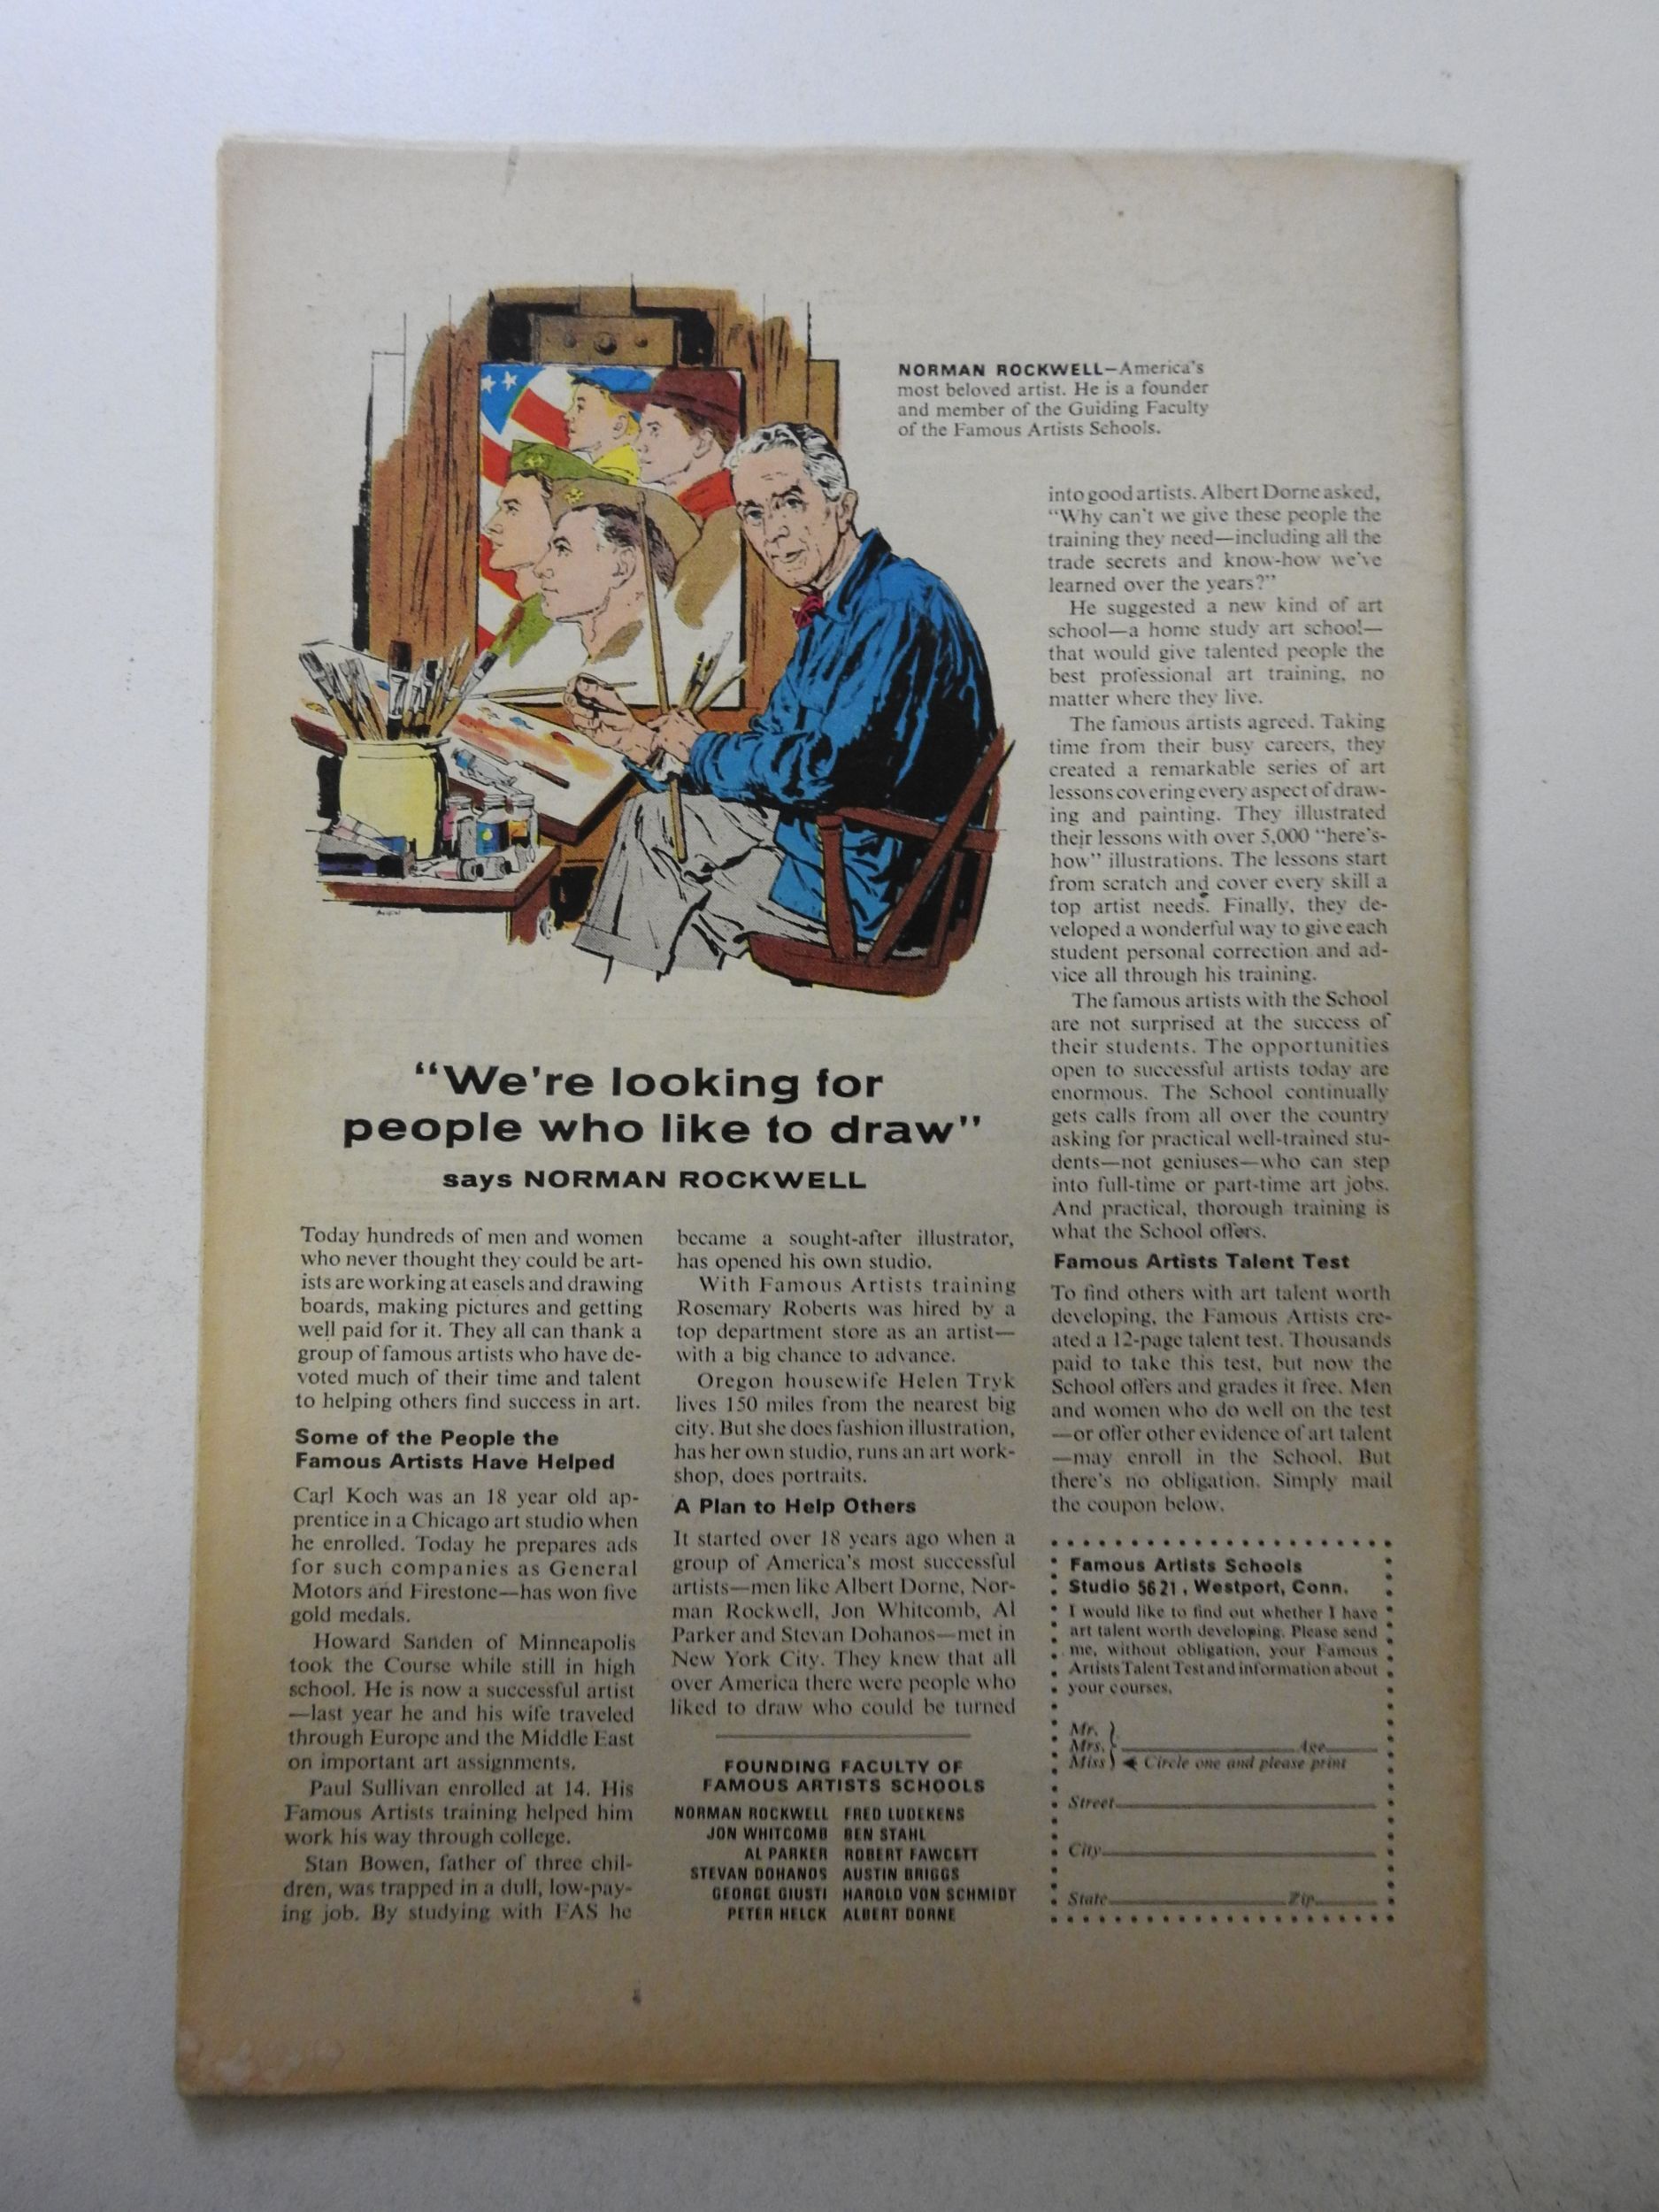 NORMAN ROCKWELL—America's
most beloved artist. He is a founder
and member of the Guiding Faculty
of the Famous Artists Schools.
"We're looking for
people who like to draw"
says NORMAN ROCKWELL
Today hundreds of men and women
who never thought they could be art-
ists are working at easels and drawing
boards, making pictures and getting
well paid for it. They all can thank a
group of famous artists who have de-
voted much of their time and talent
to helping others find success in art.
Some of the People the
Famous Artists Have Helped
Carl Koch was an 18 year old ap-
prentice in a Chicago art studio when
he enrolled. Today he prepares ads
for such companies as General
Motors and Firestone—has won five
gold medals.
Howard Sanden of Minneapolis
took the Course while still in high
school. He is now a successful artist
—last year he and his wife traveled
through Europe and the Middle East
on important art assignments.
Paul Sullivan enrolled at 14. His
Famous Artists training helped him
work his way through college.
Stan Bowen, father of three chil-
dren, was trapped in a dull, low-pay-
ing job. By studying with FAS he
became a sought-after illustrator,
has opened his own studio.
With Famous Artists training
Rosemary Roberts was hired by a
top department store as an artist—
with a big chance to advance.
Oregon housewife Helen Tryk
lives 150 miles from the nearest big
city. But she does fashion illustration,
has her own studio, runs an art work-
shop, does portraits.
A Plan to Help Others
It started over 18 years ago when a
group of America's most successful
artists—men like Albert Dorne, Nor-
man Rockwell, Jon Whitcomb, Al
Parker and Stevan Dohanos—met in
New York City. They knew that all
over America there were people who
liked to draw who could be turned
into good artists. Albert Dorne asked,
"Why can't we give these people the
training they need—including all the
trade secrets and know-how we've
learned over the years?"
He suggested a new kind of art
school—a home study art school—
that would give talented people the
best professional art training, no
matter where they live.
The famous artists agreed. Taking
time from their busy careers, they
created a remarkable series of art
lessons covering every aspect of draw-
ing and painting. They illustrated
their lessons with over 5,000 "here's-
how" illustrations. The lessons start
from scratch and cover every skill a
top artist needs. Finally, they de-
veloped a wonderful way to give each
student personal correction and ad-
vice all through his training.
The famous artists with the School
are not surprised at the success of
their students. The opportunities
open to successful artists today are
enormous. The School continually
gets calls from all over the country
asking for practical well-trained stu-
dents—not geniuses—who can step
into full-time or part-time art jobs.
And practical, thorough training is
what the School offers.
Famous Artists Talent Test
To find others with art talent worth
developing, the Famous Artists cre-
ated a 12-page talent test. Thousands
paid to take this test, but now the
School offers and grades it free. Men
and women who do well on the test
—or offer other evidence of art talent
—may enroll in the School. But
there's no obligation. Simply mail
the coupon below.
FOUNDING FACULTY OF
FAMOUS ARTISTS SCHOOLS
NORMAN ROCKWELL FRED LUDEKENS
JON WHITCOMB BEN STAHL
AL PARKER ROBERT FAWCETT
STEVAN DOHANOS AUSTIN BRIGGS
GEORGE GIUSTI HAROLD VON SCHMIDT
PETER HELCK ALBERT DORNE
Famous Artists Schools
Studio 5621, Westport, Conn.
I would like to find out whether I have
art talent worth developing. Please send
me, without obligation, your Famous
Artists Talent Test and information about
your courses.
Mr.
Mrs. Age
Miss Circle one and please print
Street
City
State Zip